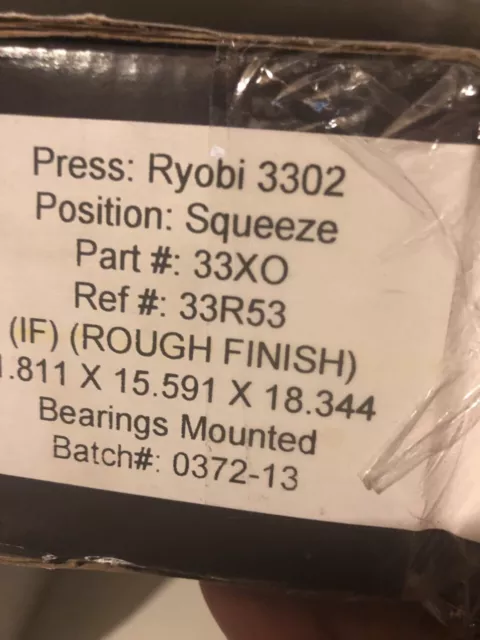 Press: Ryobi 3302
Position: Squeeze
Part #: 33XO
Ref #: 33R53
(IF) (ROUGH FINISH)
.811 X 15.591 X 18.344
Bearings Mounted
Batch#: 0372-13